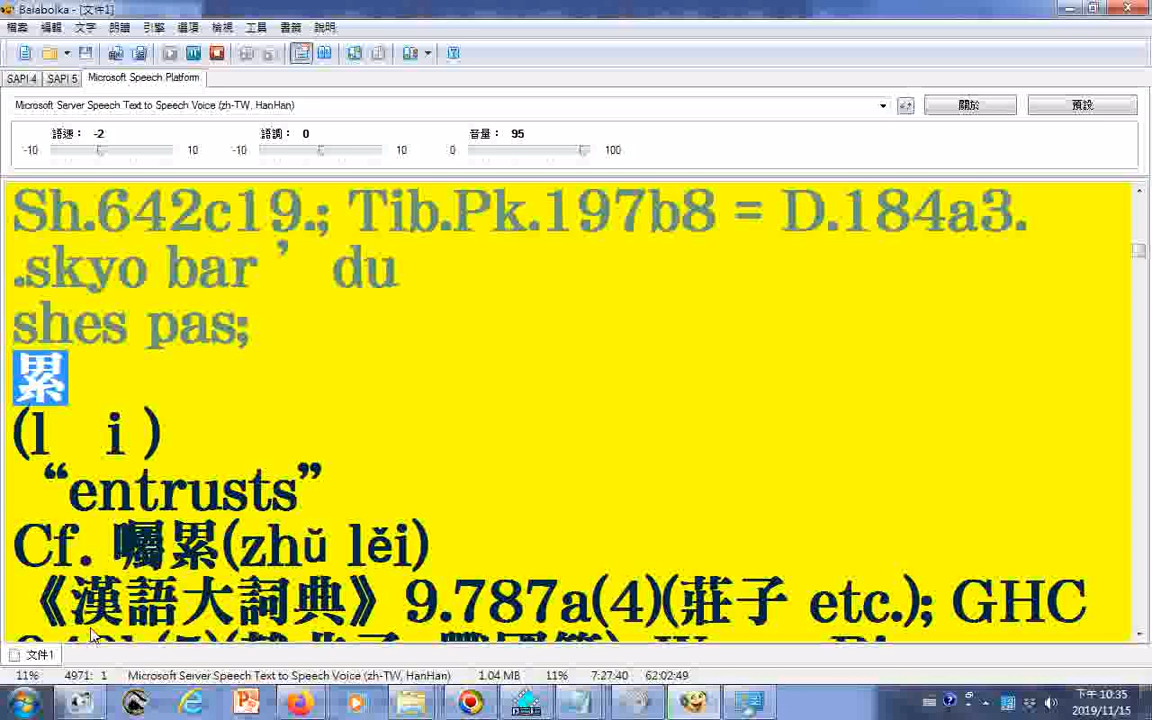 Balabolka - [文件1]
檔案 編輯 文字 朗讀 引擎 選項 檢視 工具 書籤 說明
SAPI 4 SAPI 5 Microsoft Speech Platform
Microsoft Server Speech Text to Speech Voice (zh-TW, HanHan) 關於 預設
語速： -2 語調： 0 音量： 95
-10 10 -10 10 0 100
Sh.642c19.; Tib.Pk.197b8 = D.184a3.
.skyo bar ’ du
shes pas;
累
(l i )
“entrusts”
Cf. 囑累(zhŭ lĕi)
《漢語大詞典》9.787a(4)(莊子 etc.); GHC
文件1
11% 4971: 1 Microsoft Server Speech Text to Speech Voice (zh-TW, HanHan) 1.04 MB 11% 7:27:40 62:02:49
下午 10:35
2019/11/15